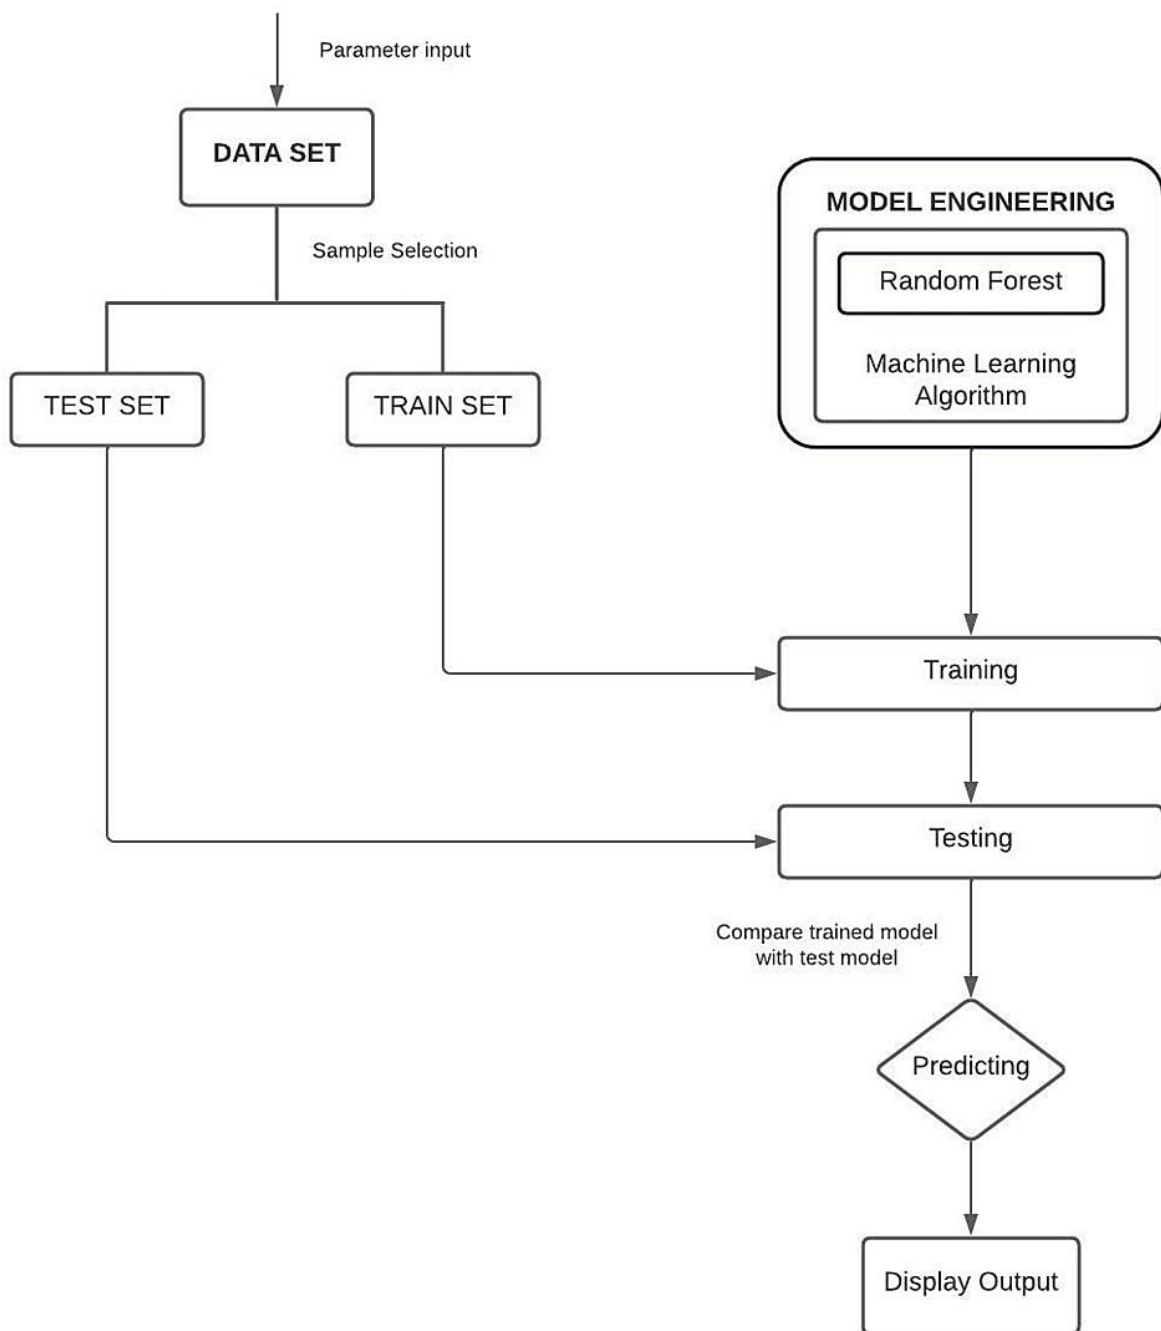 Parameter input
DATA SET
Sample Selection
TEST SET
TRAIN SET
MODEL ENGINEERING
Random Forest
Machine Learning
Algorithm
Training
Testing
Compare trained model
with test model
Predicting
Display Output